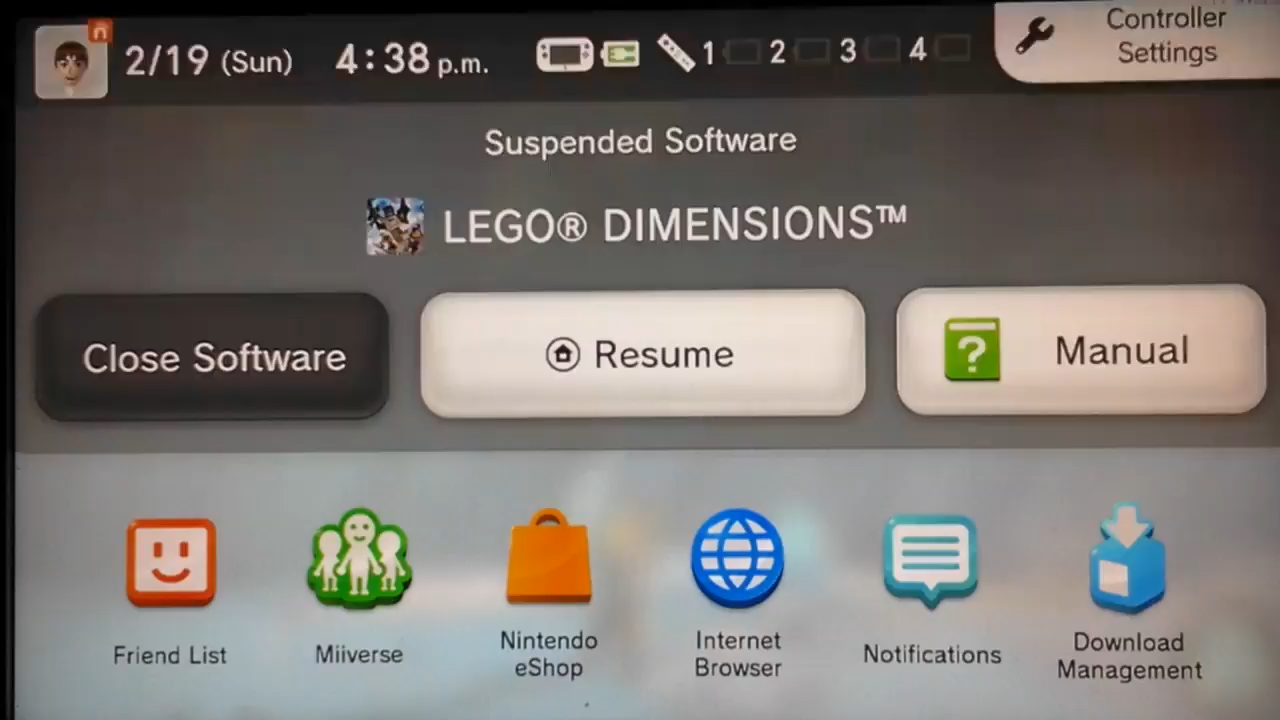 2/19 (Sun) 4:38 p.m. 1 2 3 4
Controller
Settings
Suspended Software
LEGO® DIMENSIONS™
Close Software
Resume
? Manual
Friend List
Miiverse
Nintendo
eShop
Internet
Browser
Notifications
Download
Management